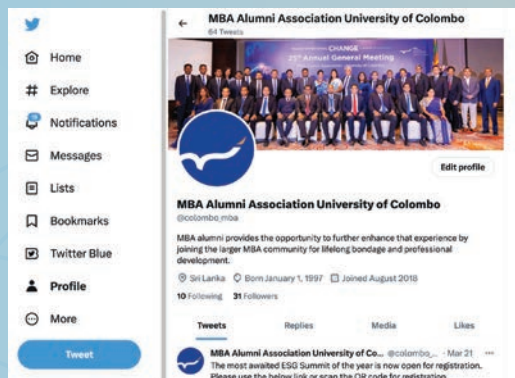 MBA Alumni Association University of Colombo
64 Tweets
Home
Explore
Notifications
Messages
Lists
Bookmarks
Twitter Blue
Profile
More
Tweet
CHANGE
25th Annual General Meeting
Edit profile
MBA Alumni Association University of Colombo
@colombo_mba
MBA alumni provides the opportunity to further enhance that experience by
joining the larger MBA community for lifelong bondage and professional
development.
Sri Lanka Born January 1, 1997 Joined August 2018
10 Following 31 Followers
Tweets Replies Media Likes
MBA Alumni Association University of Co... @colombo_... · Mar 21
The most awaited ESG Summit of the year is now open for registration.
Please use the below link or scan the QR code for registration